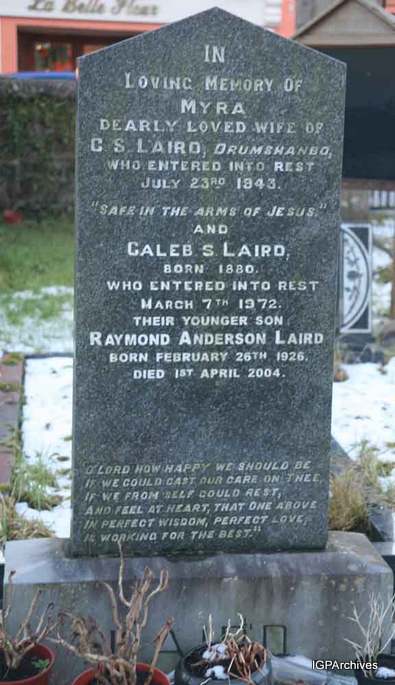 La Belle
IN
LOVING MEMORY OF
MYRA
DEARLY LOVED WIFE OF
C. S. LAIRD, DRUMSHANBO,
WHO ENTERED INTO REST
JULY 23RD 1943.
"SAFE IN THE ARMS OF JESUS."
AND
CALEB S LAIRD,
BORN 1880.
WHO ENTERED INTO REST
MARCH 7TH 1972.
THEIR YOUNGER SON
RAYMOND ANDERSON LAIRD
BORN FEBRUARY 26TH 1926.
DIED 1ST APRIL 2004.
"O LORD HOW HAPPY WE SHOULD BE
IF WE COULD CAST OUR CARE ON THEE,
IF WE FROM SELF COULD REST,
AND FEEL AT HEART, THAT ONE ABOVE
IN PERFECT WISDOM, PERFECT LOVE,
IS WORKING FOR THE BEST."
LAIRD
IGPArchives